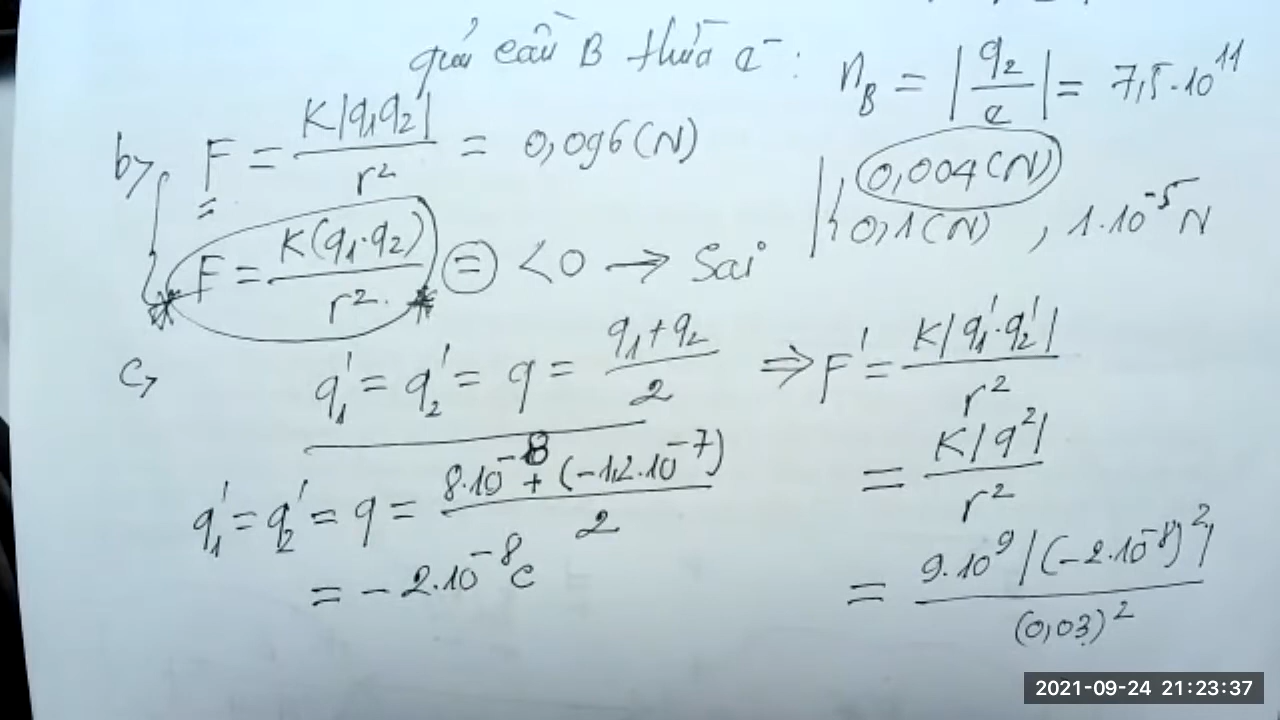 quả cầu B thừa e⁻ :
n_B = |q₂/e| = 7,5·10¹¹
b, F = K|q₁q₂|/r² = 0,096(N)
0,004(N)
0,1(N) , 1·10⁻⁵N
F = K(q₁·q₂)/r² = <0 → Sai
c, q₁' = q₂' = q = (q₁+q₂)/2 ⇒ F' = K|q₁'·q₂'|/r²
= K|q²|/r²
q₁' = q₂' = q = (8·10⁻⁸ + (-1,2·10⁻⁷))/2
= -2·10⁻⁸C
= 9·10⁹|(-2·10⁻⁸)²|/(0,03)²
2021-09-24 21:23:37